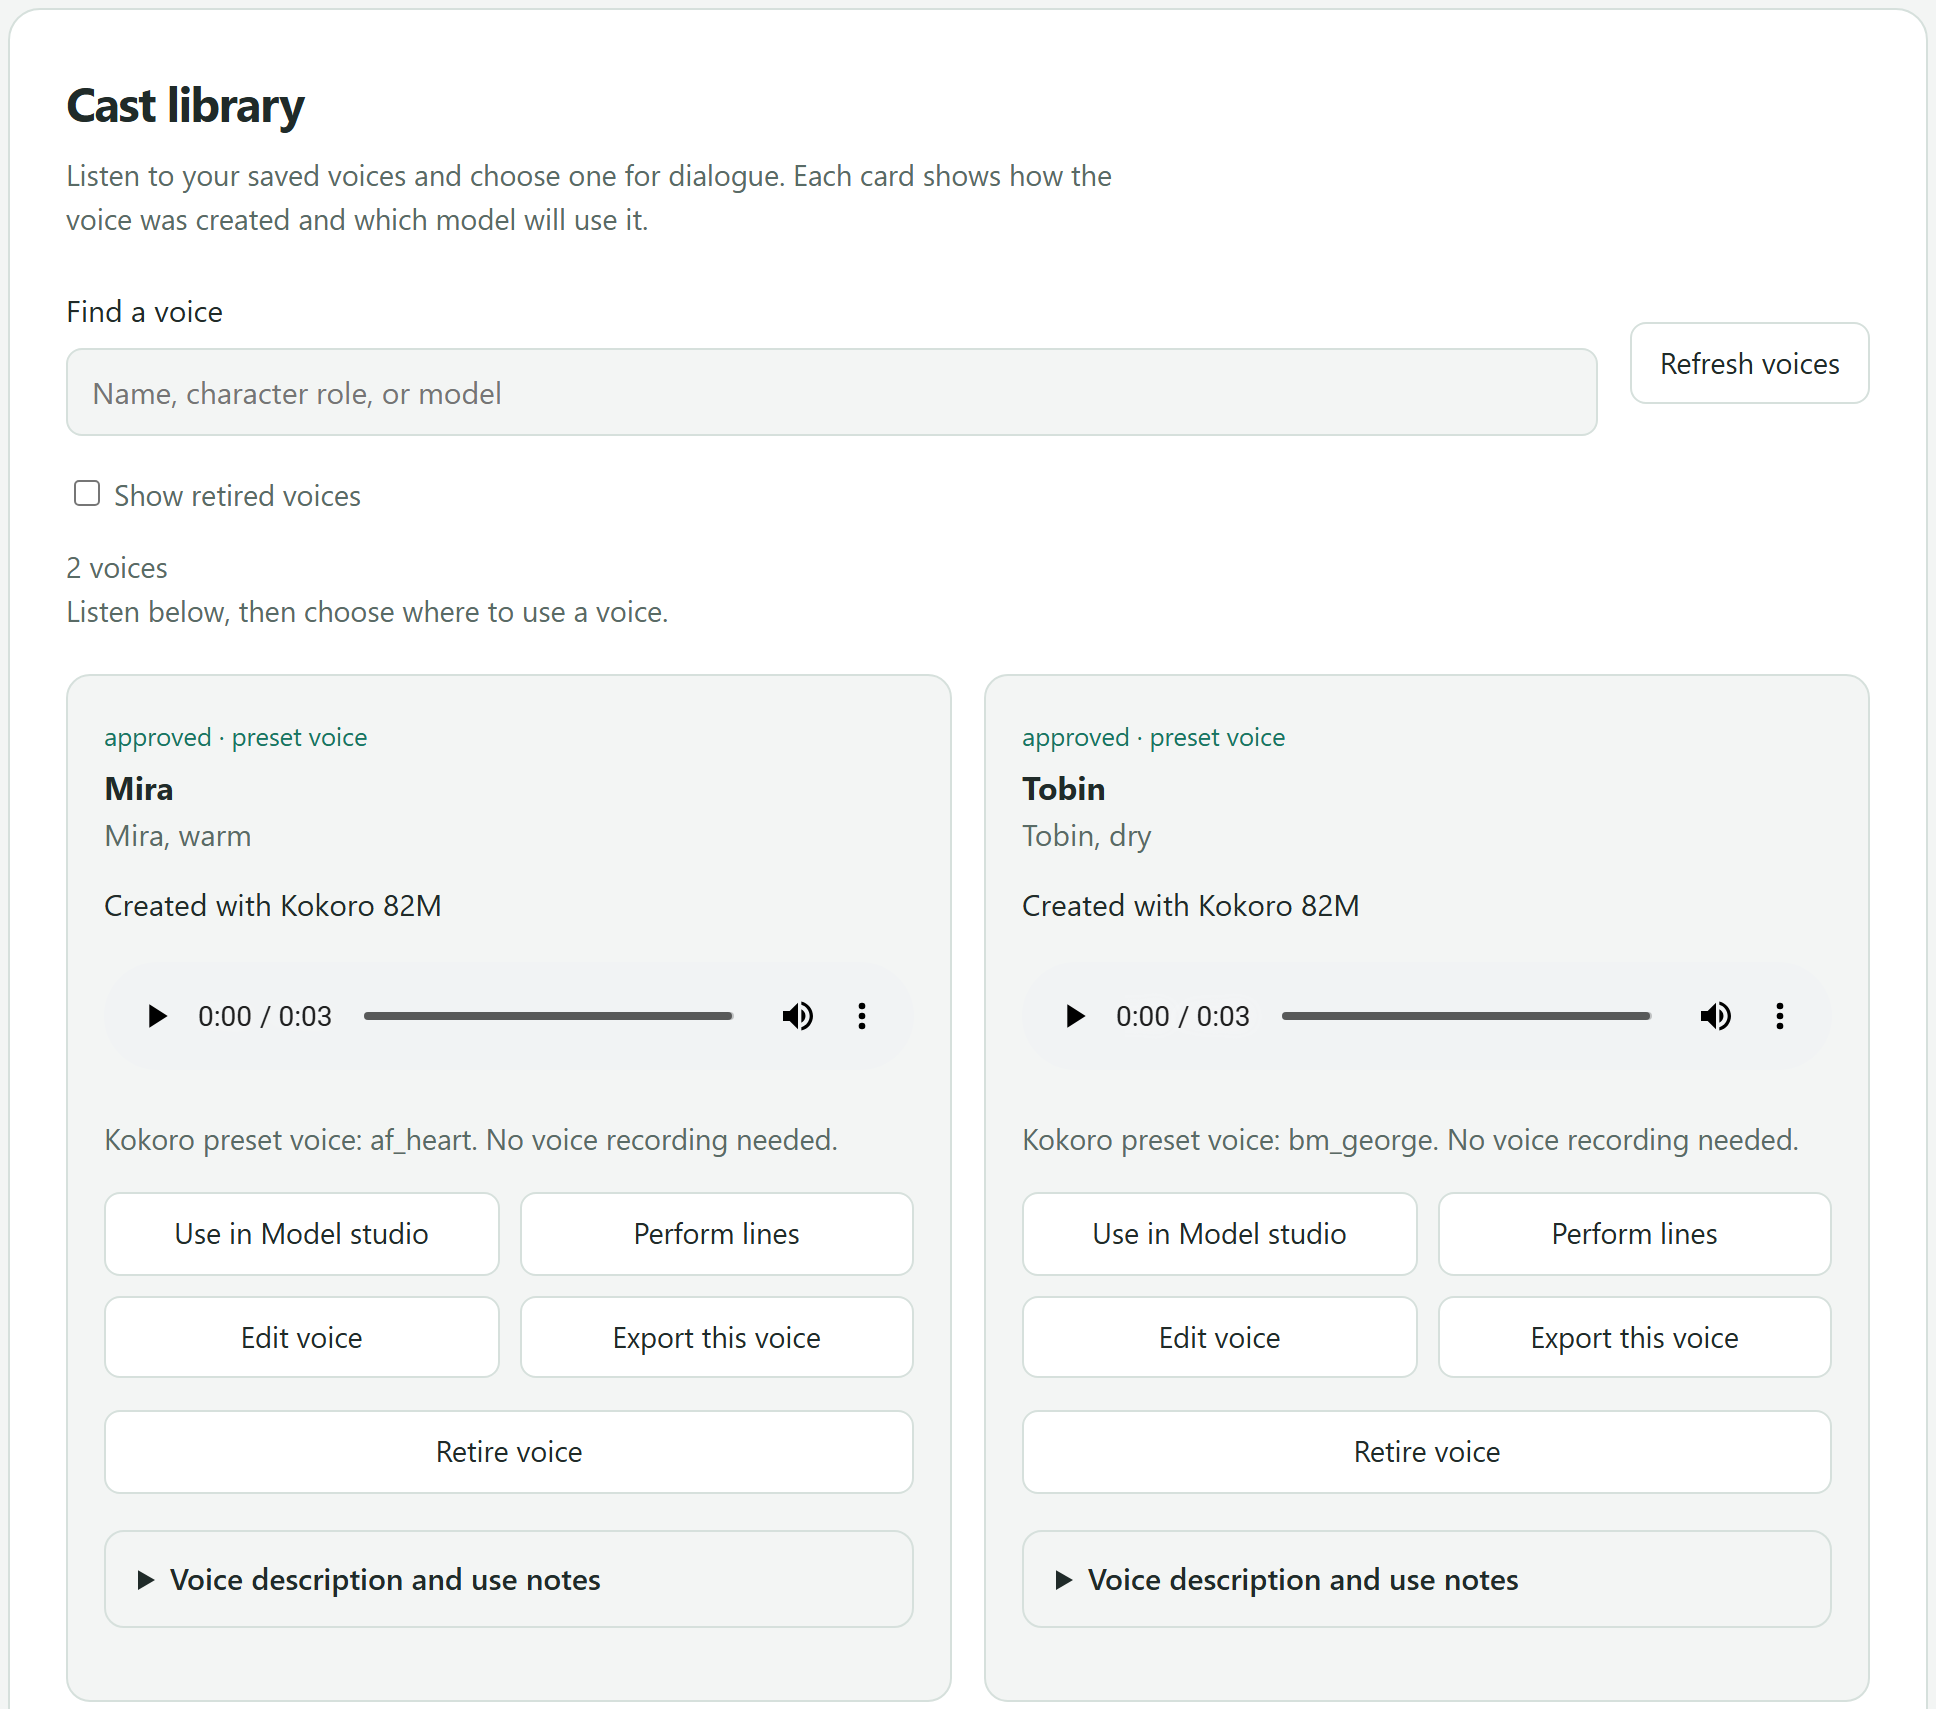 Cast library
Listen to your saved voices and choose one for dialogue. Each card shows how the
voice was created and which model will use it.
Find a voice
Name, character role, or model
Refresh voices
Show retired voices
2 voices
Listen below, then choose where to use a voice.
approved · preset voice
Mira
Mira, warm
Created with Kokoro 82M
0:00 / 0:03
Kokoro preset voice: af_heart. No voice recording needed.
Use in Model studio
Perform lines
Edit voice
Export this voice
Retire voice
Voice description and use notes
approved · preset voice
Tobin
Tobin, dry
Created with Kokoro 82M
0:00 / 0:03
Kokoro preset voice: bm_george. No voice recording needed.
Use in Model studio
Perform lines
Edit voice
Export this voice
Retire voice
Voice description and use notes